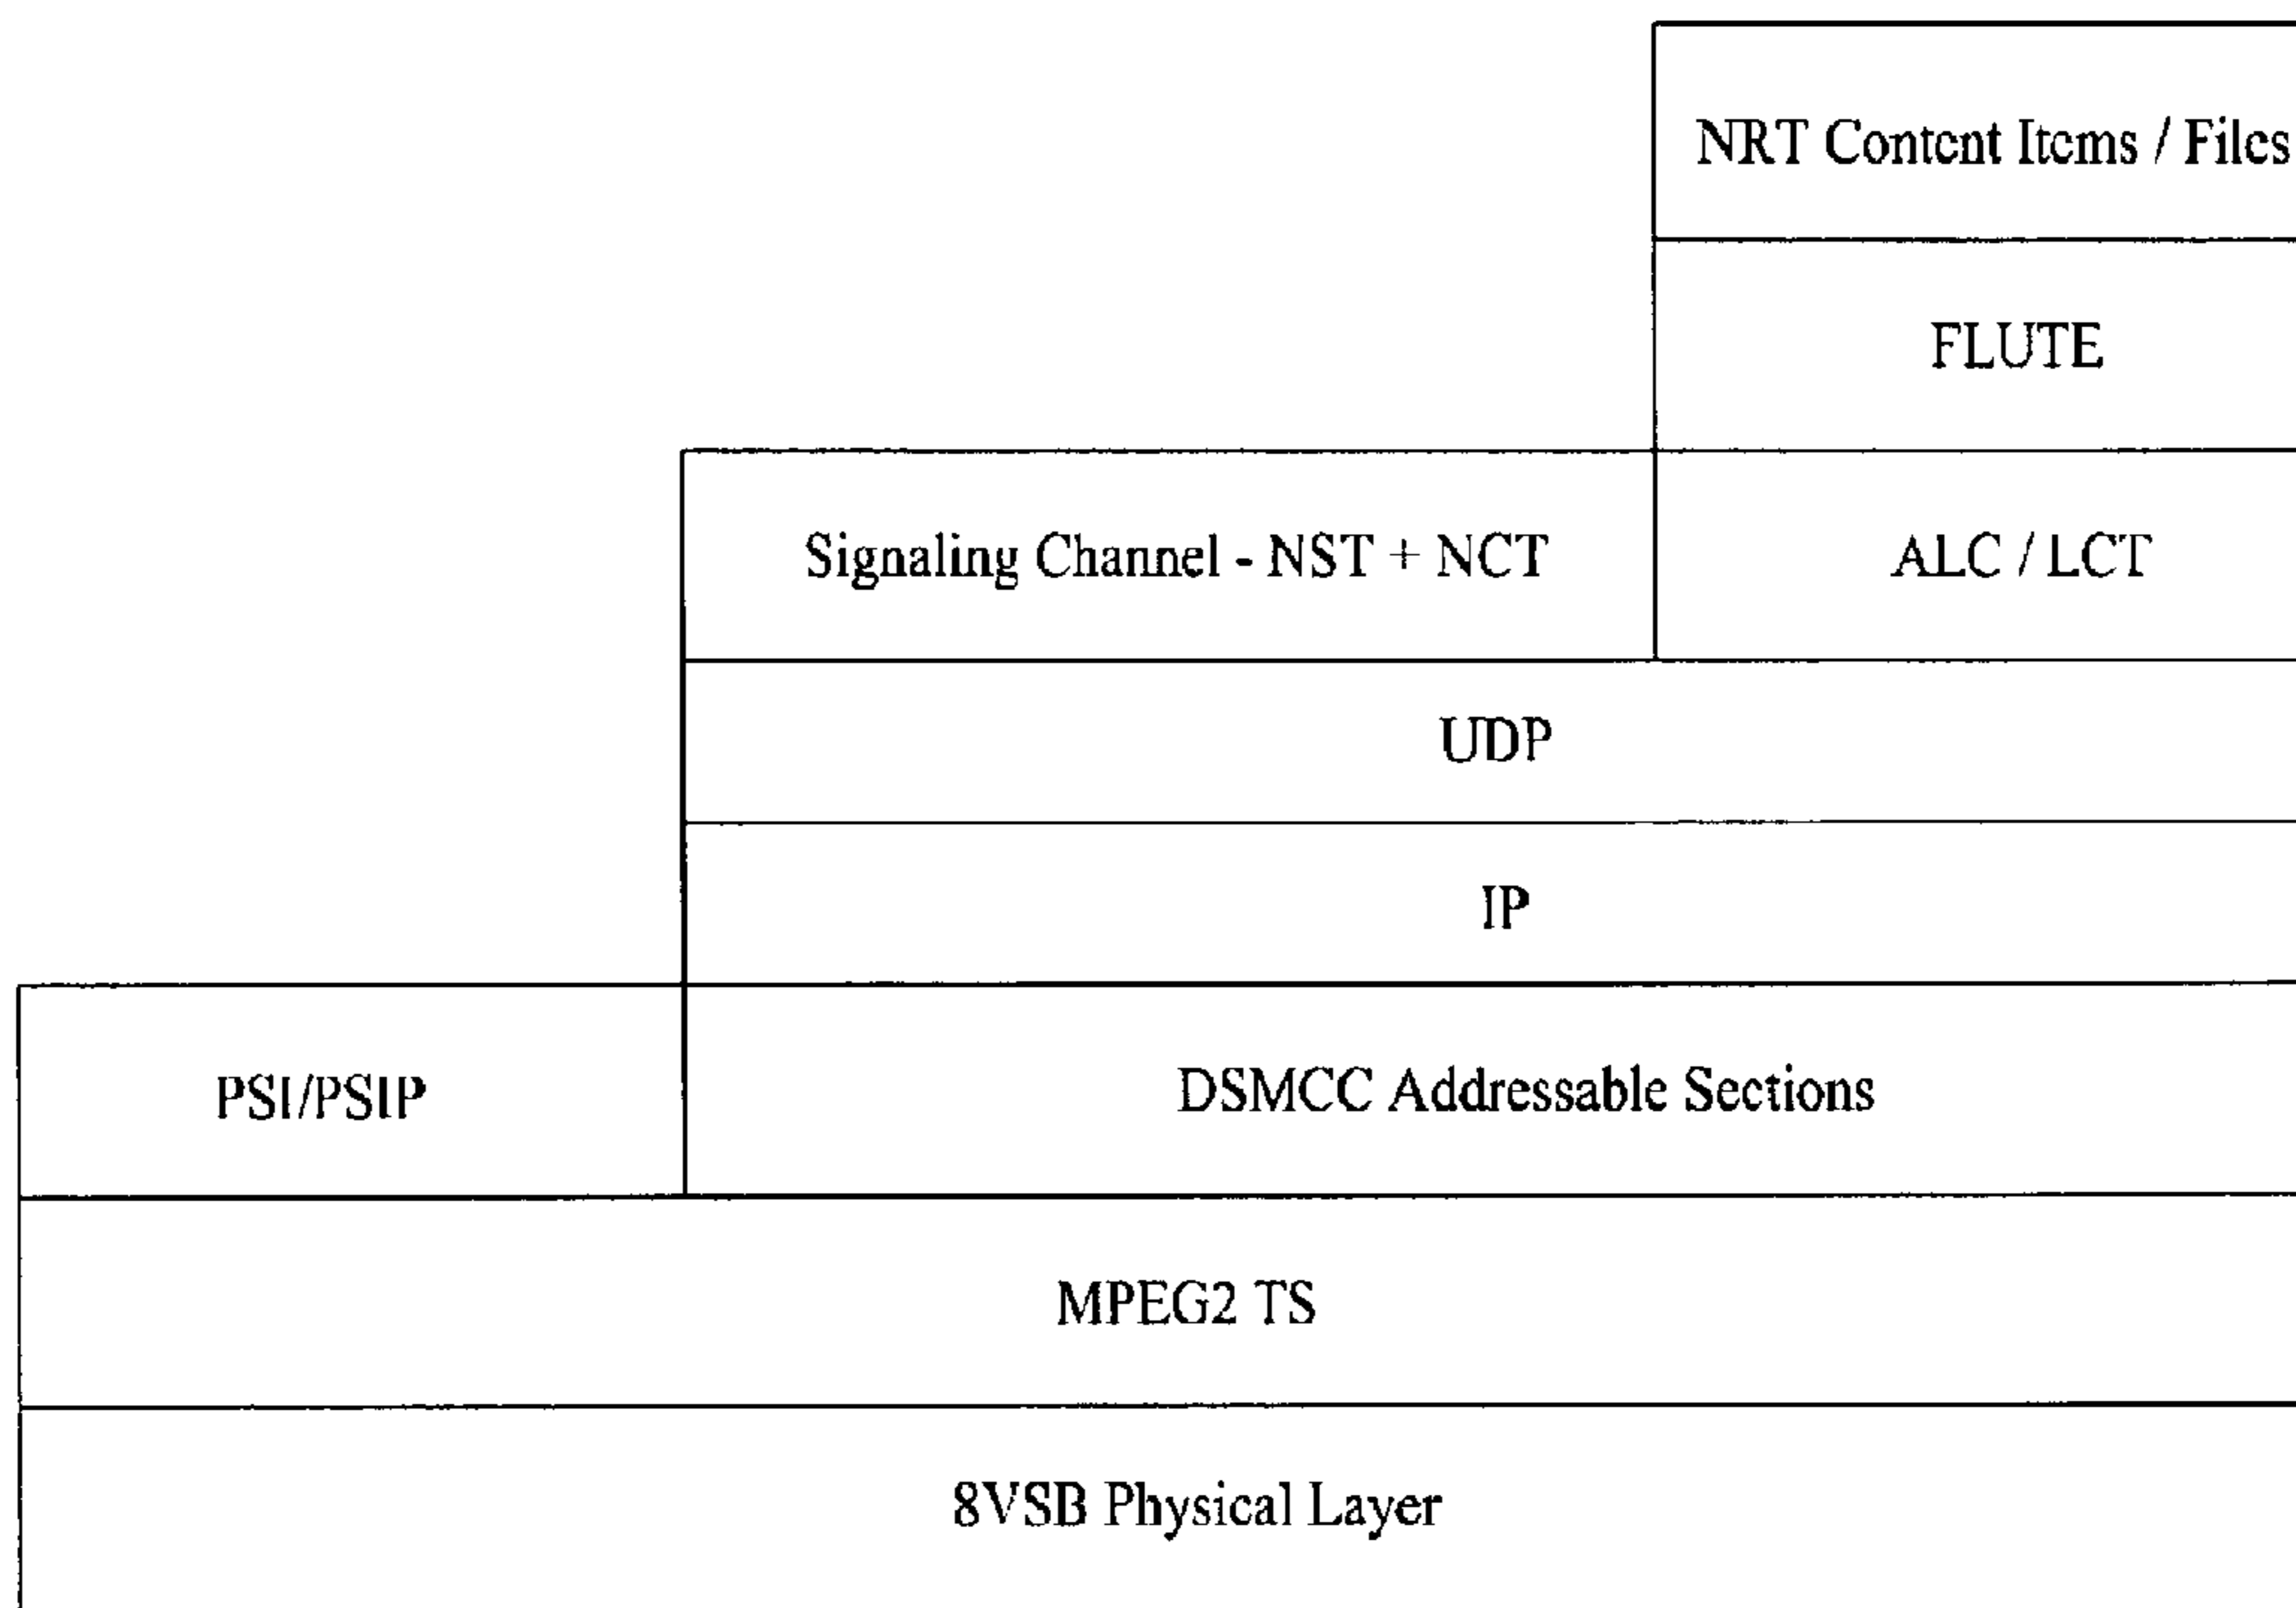 NRT Content Items / Files
FLUTE
Signaling Channel - NST + NCT
ALC / LCT
UDP
IP
PSI/PSIP
DSMCC Addressable Sections
MPEG2 TS
8VSB Physical Layer